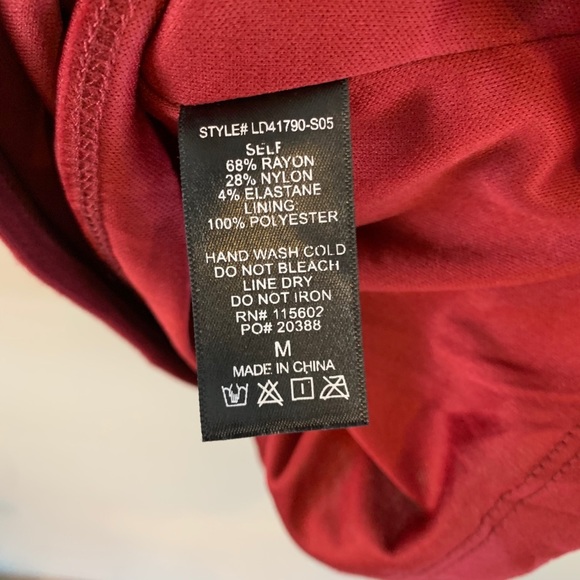 STYLE# LD41790-S05
SELF
68% RAYON
28% NYLON
4% ELASTANE
LINING:
100% POLYESTER
HAND WASH COLD
DO NOT BLEACH
LINE DRY
DO NOT IRON
RN# 115602
PO# 20388
M
MADE IN CHINA